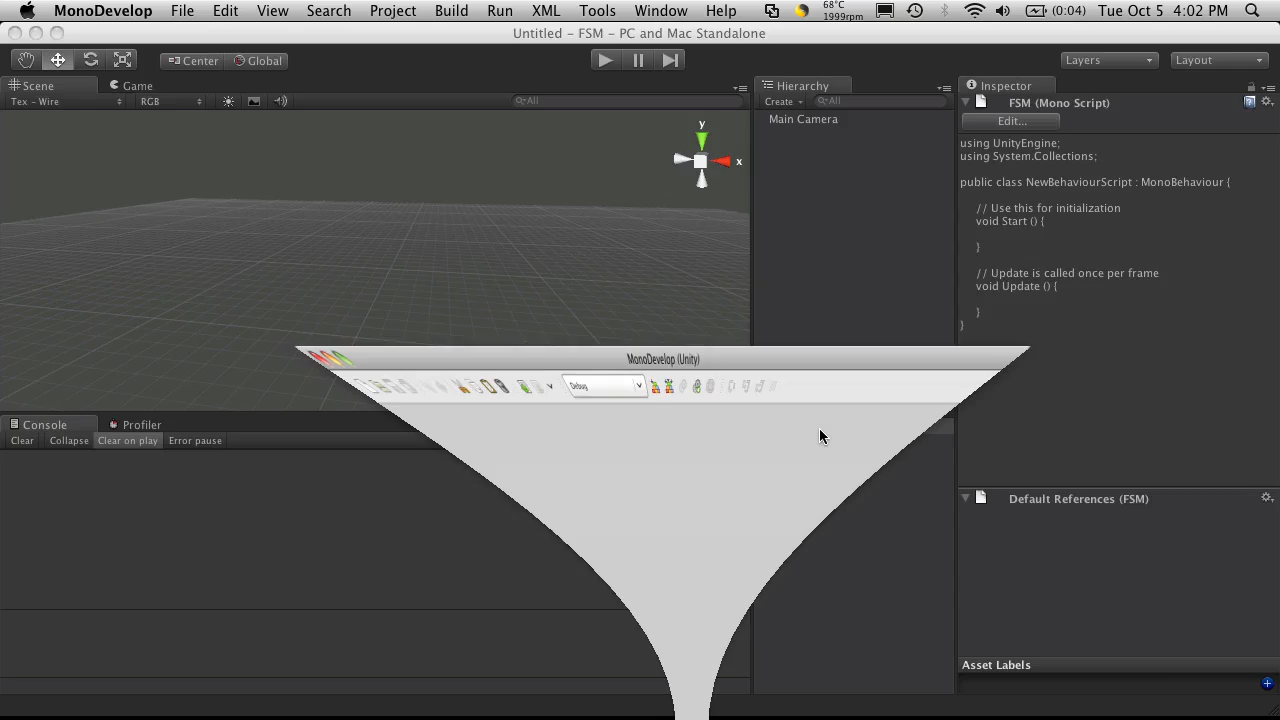 MonoDevelop File Edit View Search Project Build Run XML Tools Window Help 68°C 1999rpm (0:04) Tue Oct 5 4:02 PM
Untitled – FSM – PC and Mac Standalone
Center Global Layers Layout
Scene Game Hierarchy Inspector
Tex – Wire RGB All Create All
FSM (Mono Script)
Edit...
Main Camera
y
x
using UnityEngine;
using System.Collections;
public class NewBehaviourScript : MonoBehaviour {
// Use this for initialization
void Start () {
}
// Update is called once per frame
void Update () {
}
}
MonoDevelop (Unity)
Debug
Console Profiler
Clear Collapse Clear on play Error pause
Default References (FSM)
Asset Labels